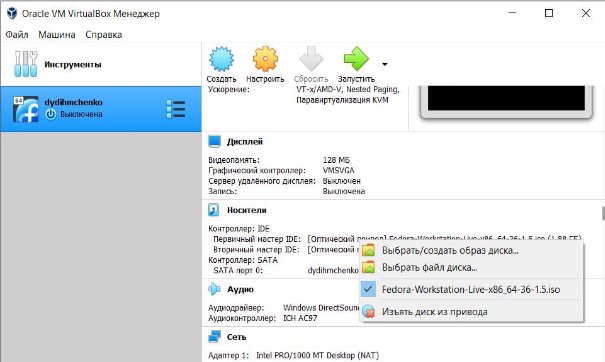 Oracle VM VirtualBox Менеджер
Файл Машина Справка
Инструменты
Создать Настроить Сбросить Запустить
64
dydihmchenko
Выключена
Ускорение: VT-x/AMD-V, Nested Paging,
Паравиртуализация KVM
Дисплей
Видеопамять: 128 МБ
Графический контроллер: VMSVGA
Сервер удалённого дисплея: Выключен
Запись: Выключена
Носители
Контроллер: IDE
Первичный мастер IDE: [Оптический привод] Fedora-Workstation-Live-x86_64-36-1.5.iso (1,88 ГБ)
Вторичный мастер IDE: [Оптический
Контроллер: SATA
SATA порт 0: dydihmchenko
Выбрать/создать образ диска...
Выбрать файл диска...
Fedora-Workstation-Live-x86_64-36-1.5.iso
Изъять диск из привода
Аудио
Аудиодрайвер: Windows DirectSound
Аудиоконтроллер: ICH AC97
Сеть
Адаптер 1: Intel PRO/1000 MT Desktop (NAT)